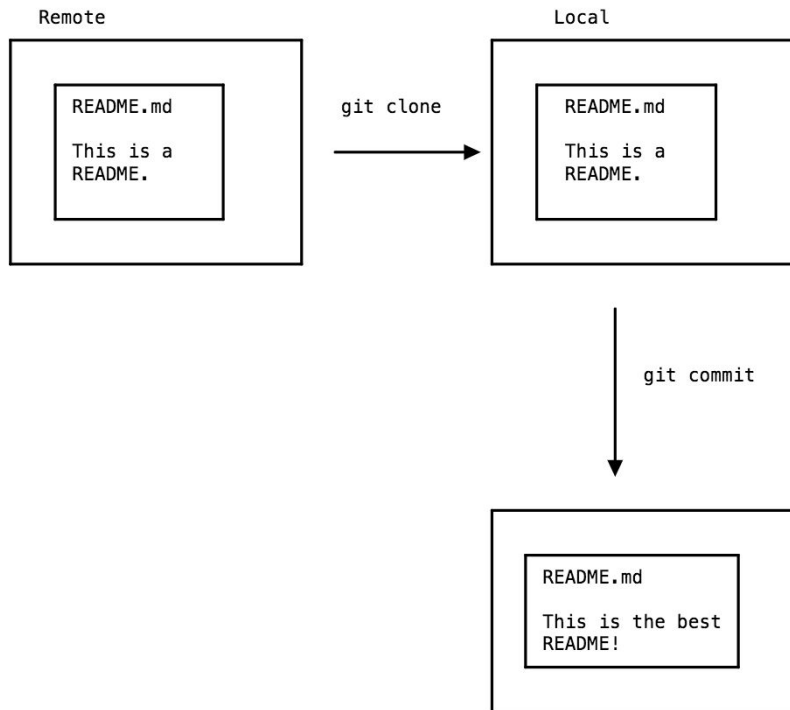 Remote
Local
README.md
This is a
README.
git clone
README.md
This is a
README.
git commit
README.md
This is the best
README!